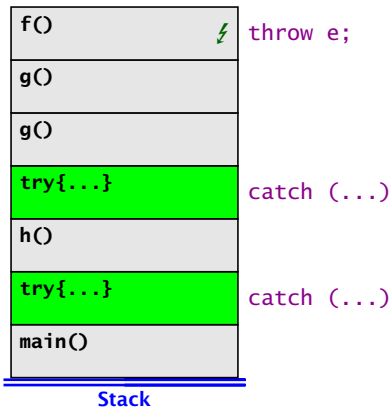 f()
throw e;
g()
g()
try{...}
catch (...)
h()
try{...}
catch (...)
main()
Stack